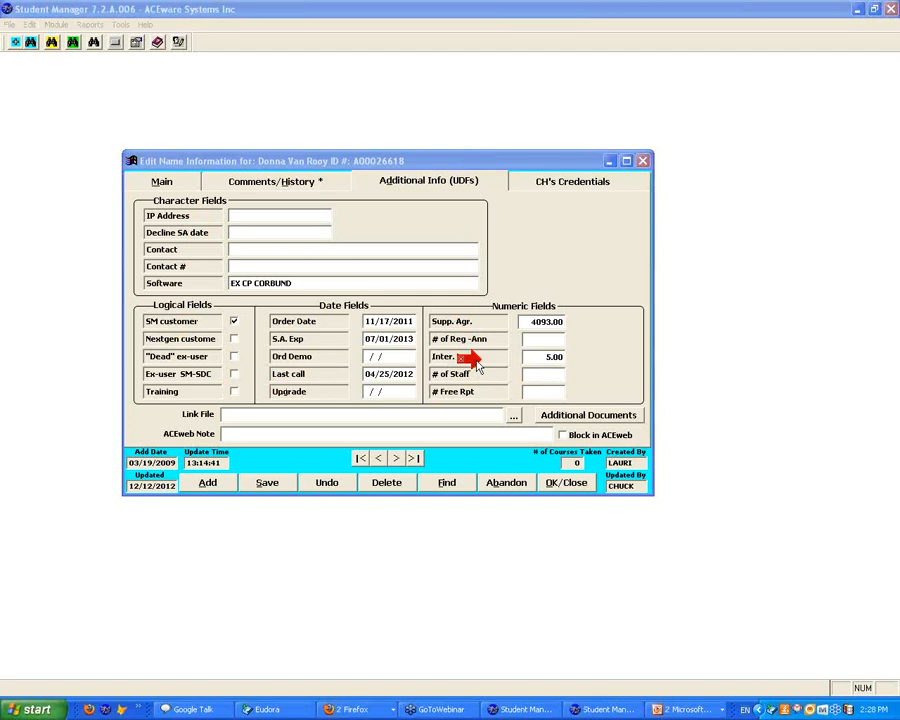 Student Manager 7.2.A.006 - ACEware Systems Inc
File Edit Module Reports Tools Help
Edit Name Information for: Donna Van Rooy ID #: A00026618
Main Comments/History * Additional Info (UDFs) CH's Credentials
Character Fields
IP Address
Decline SA date
Contact
Contact #
Software EX CP CORBUND
Logical Fields Date Fields Numeric Fields
SM customer Order Date 11/17/2011 Supp. Agr. 4093.00
Nextgen custome S.A. Exp 07/01/2013 # of Reg -Ann
"Dead" ex-user Ord Demo / / Inter. 5.00
Ex-user SM-SDC Last call 04/25/2012 # of Staff
Training Upgrade / / # Free Rpt
Link File ... Additional Documents
ACEweb Note Block in ACEweb
Add Date Update Time # of Courses Taken Created By
03/19/2009 13:14:41 |< < > >| 0 LAURI
Updated Updated By
12/12/2012 Add Save Undo Delete Find Abandon OK/Close CHUCK
NUM
start Google Talk Eudora 2 Firefox GoToWebinar Student Man... Student Man... 2 Microsoft... EN 2:28 PM